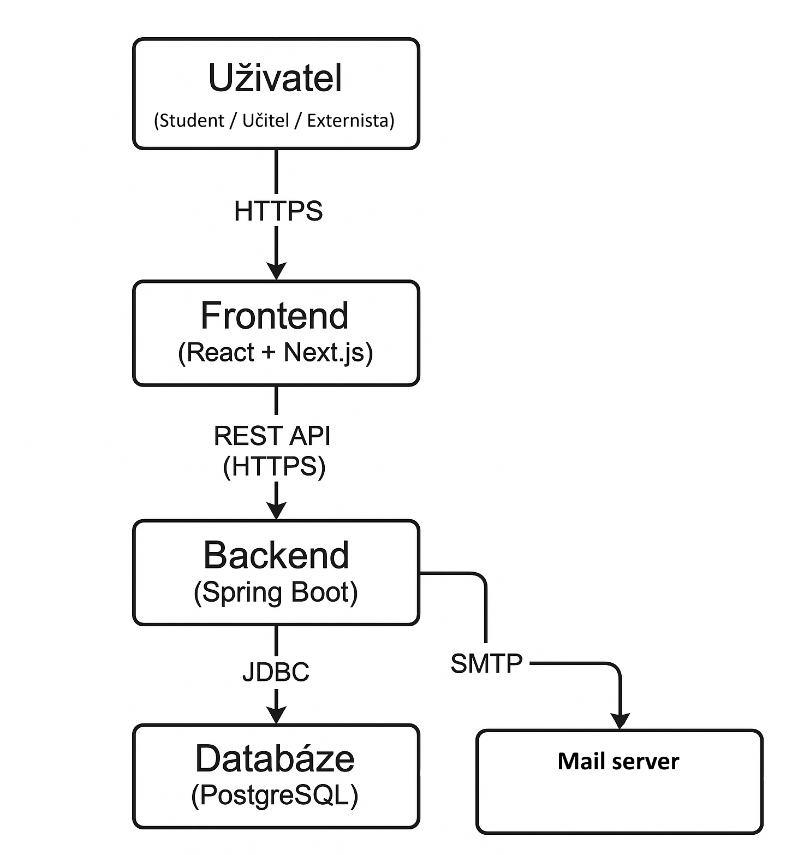 Uživatel
(Student / Učitel / Externista)
HTTPS
Frontend
(React + Next.js)
REST API
(HTTPS)
Backend
(Spring Boot)
SMTP
JDBC
Databáze
(PostgreSQL)
Mail server